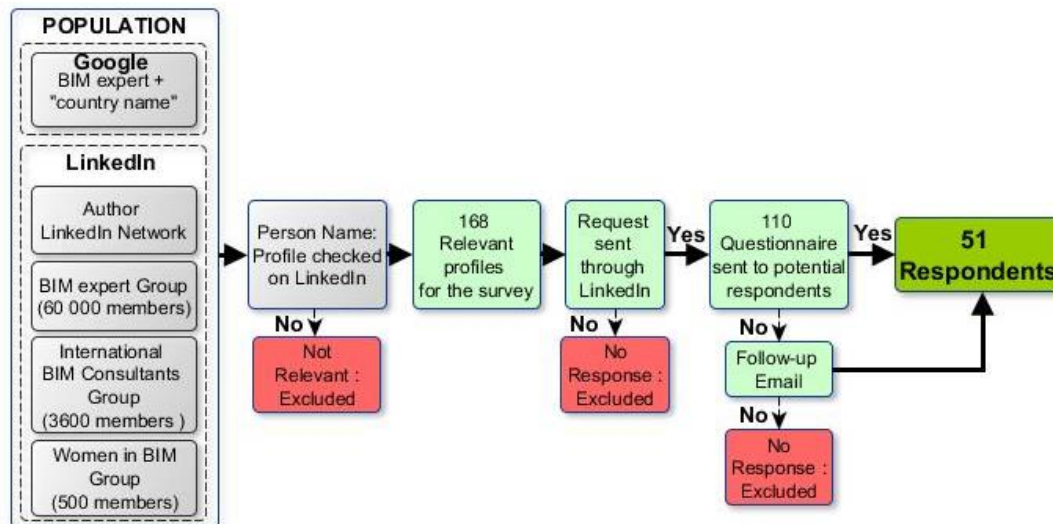 POPULATION
Google
BIM expert +
"country name"
LinkedIn
Author
LinkedIn Network
BIM expert Group
(60 000 members)
International
BIM Consultants
Group
(3600 members )
Women in BIM
Group
(500 members)
Person Name:
Profile checked
on LinkedIn
No
Not
Relevant :
Excluded
168
Relevant
profiles
for the survey
Request
sent
through
LinkedIn
No
No
Response :
Excluded
Yes
110
Questionnaire
sent to potential
respondents
No
Follow-up
Email
No
No
Response :
Excluded
Yes
51
Respondents